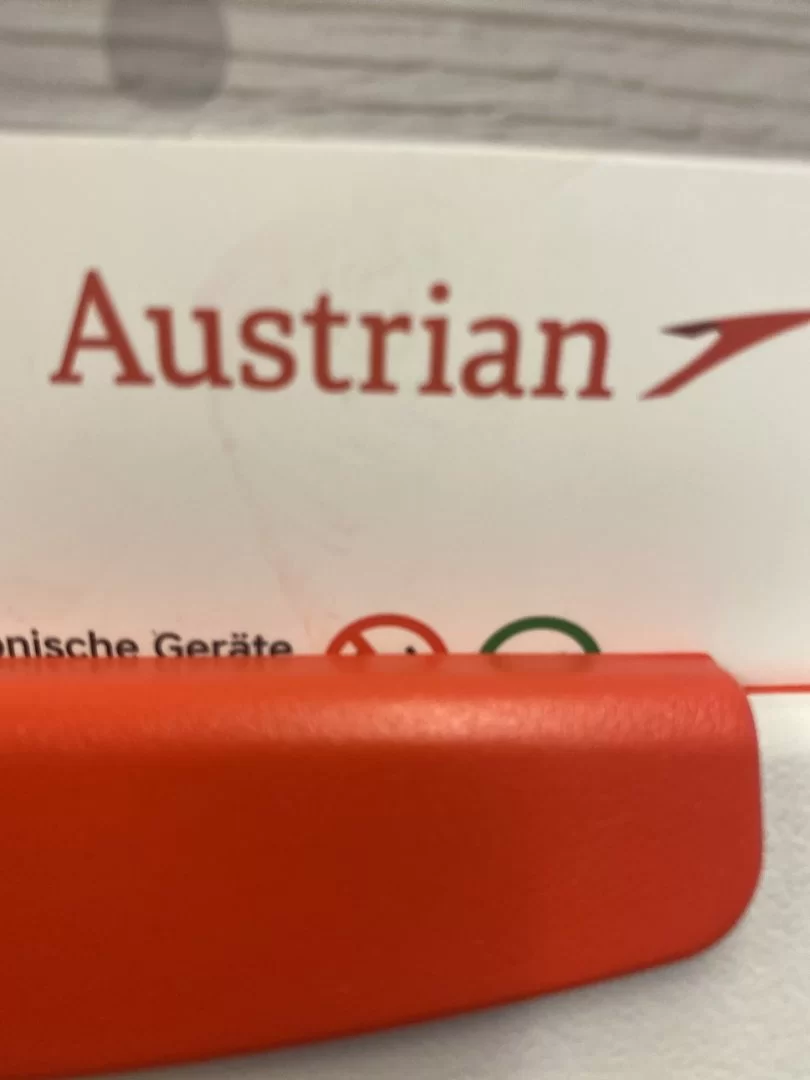 Austrian
onische Geräte